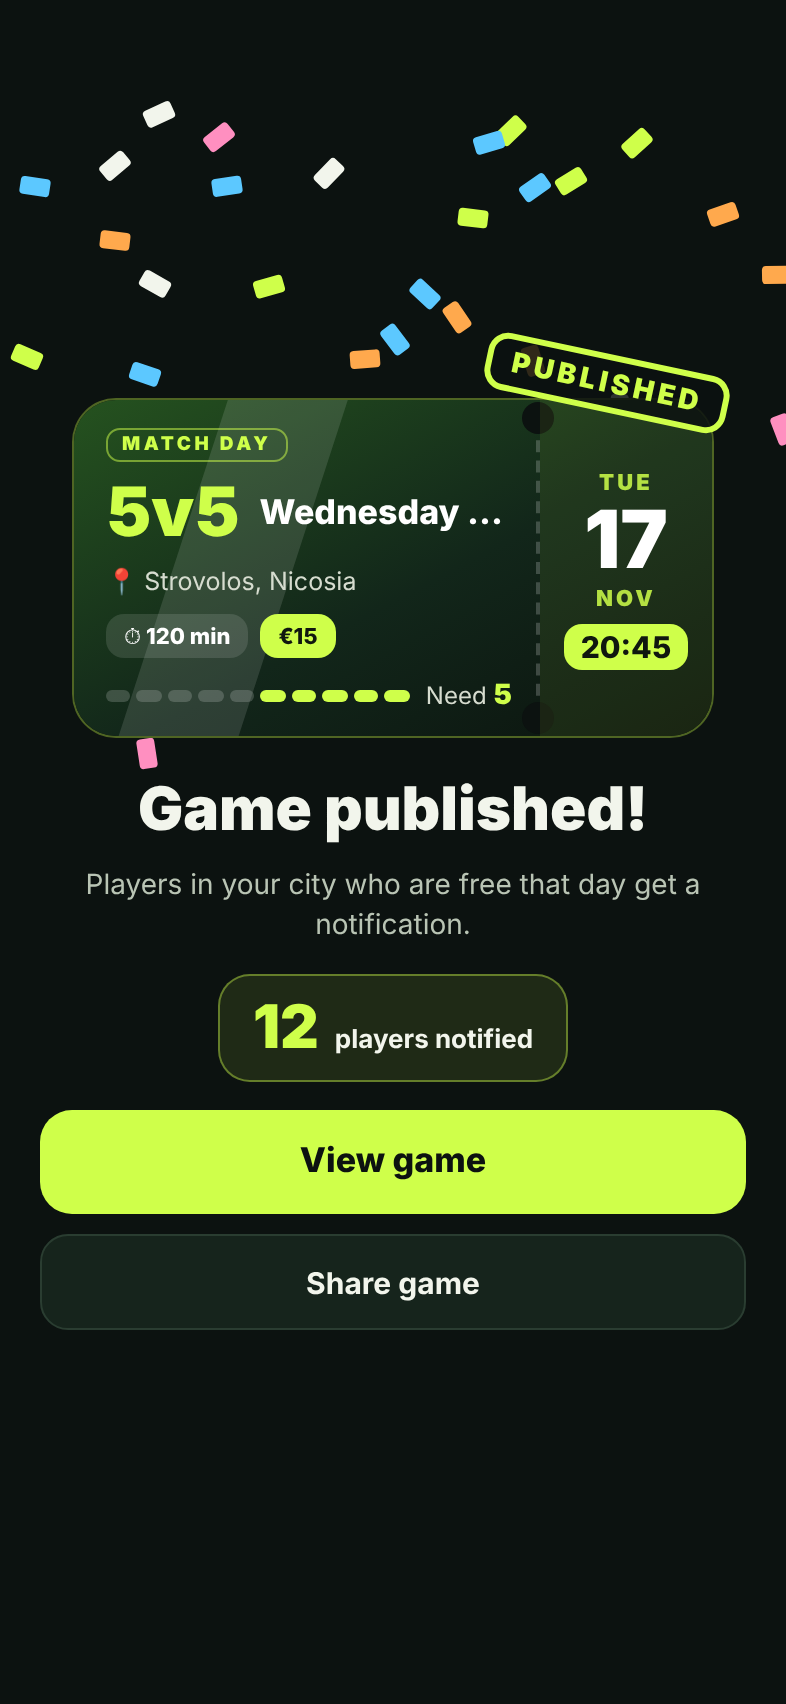 PUBLISHED
MATCH DAY
5v5 Wednesday ...
📍 Strovolos, Nicosia
⏱ 120 min €15
Need 5
TUE
17
NOV
20:45
Game published!
Players in your city who are free that day get a
notification.
12 players notified
View game
Share game